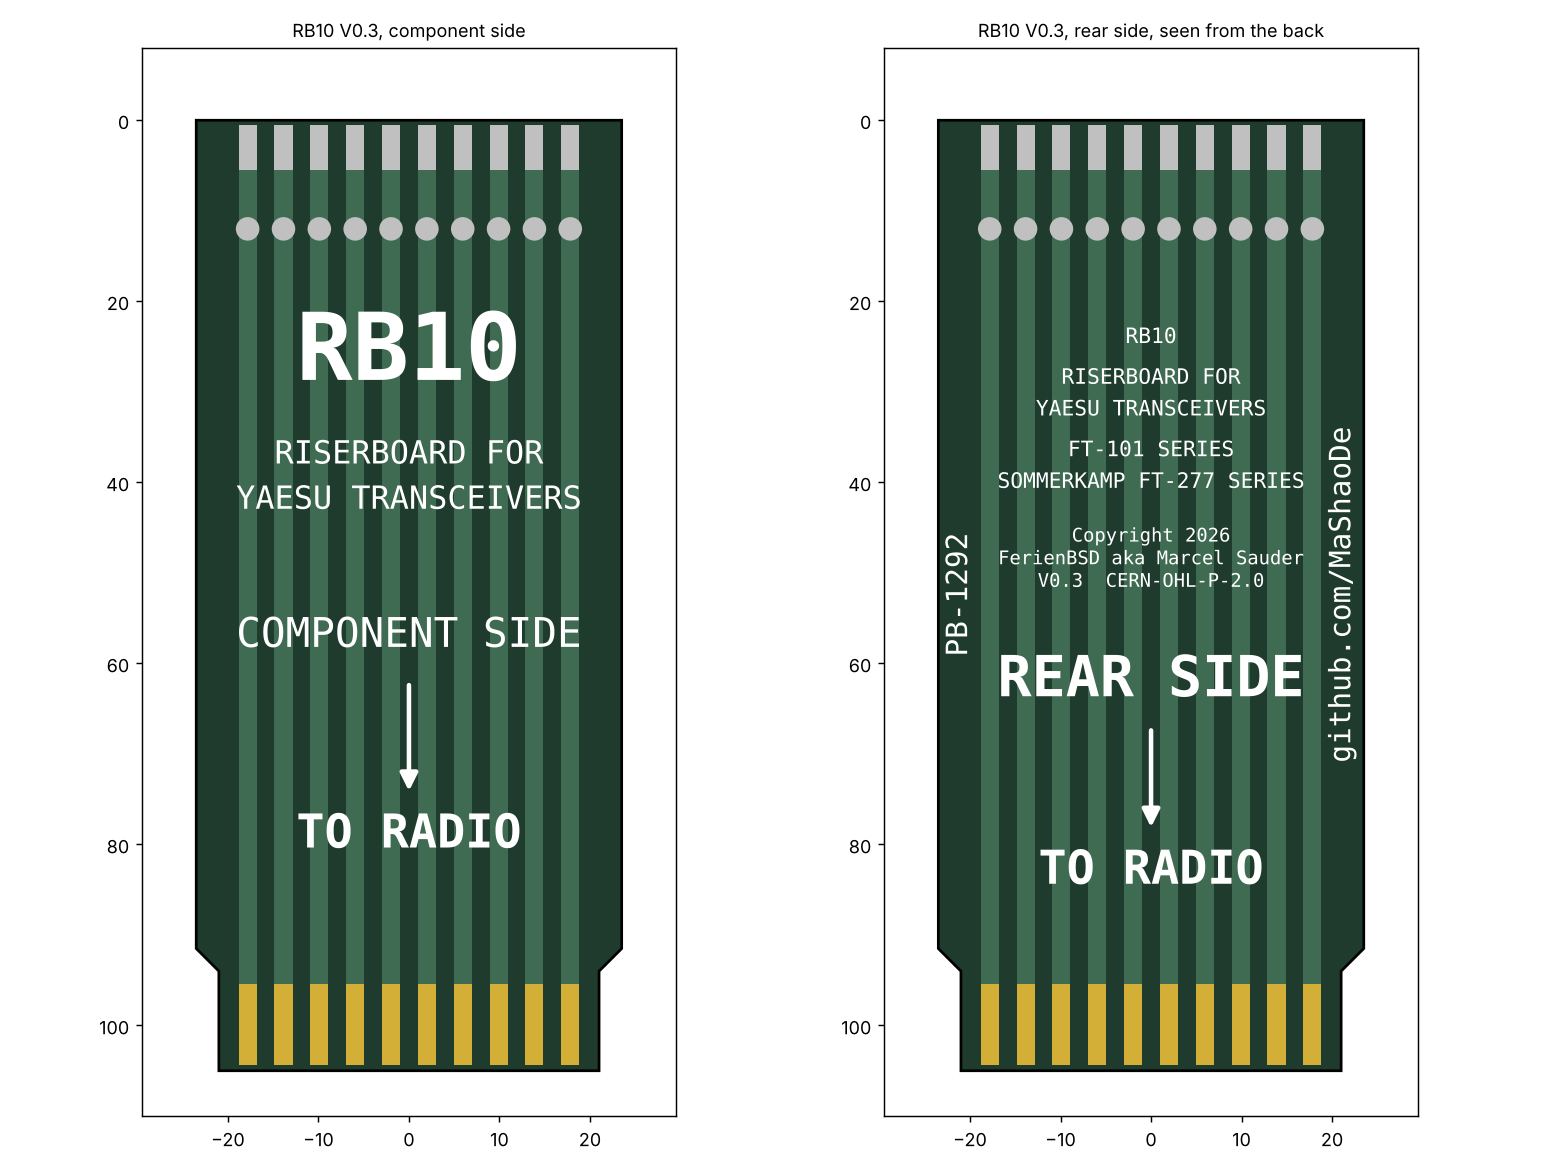 RB10 V0.3, component side
0
20
40
60
80
100
−20
−10
0
10
20
RB10
RISERBOARD FOR
YAESU TRANSCEIVERS
COMPONENT SIDE
TO RADIO
RB10 V0.3, rear side, seen from the back
0
20
40
60
80
100
−20
−10
0
10
20
RB10
RISERBOARD FOR
YAESU TRANSCEIVERS
FT-101 SERIES
SOMMERKAMP FT-277 SERIES
Copyright 2026
FerienBSD aka Marcel Sauder
V0.3  CERN-OHL-P-2.0
PB-1292
github.com/MaShaoDe
REAR SIDE
TO RADIO